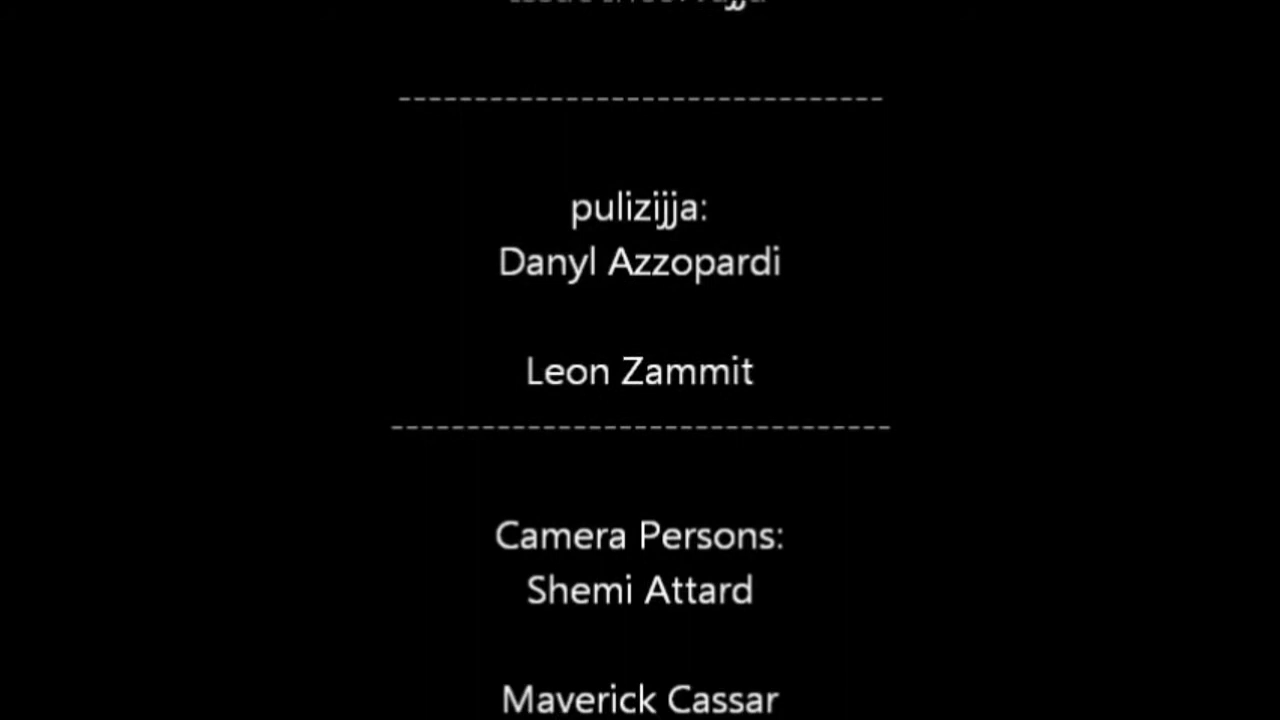 --------------------------------
pulizijja:
Danyl Azzopardi
Leon Zammit
---------------------------------
Camera Persons:
Shemi Attard
Maverick Cassar